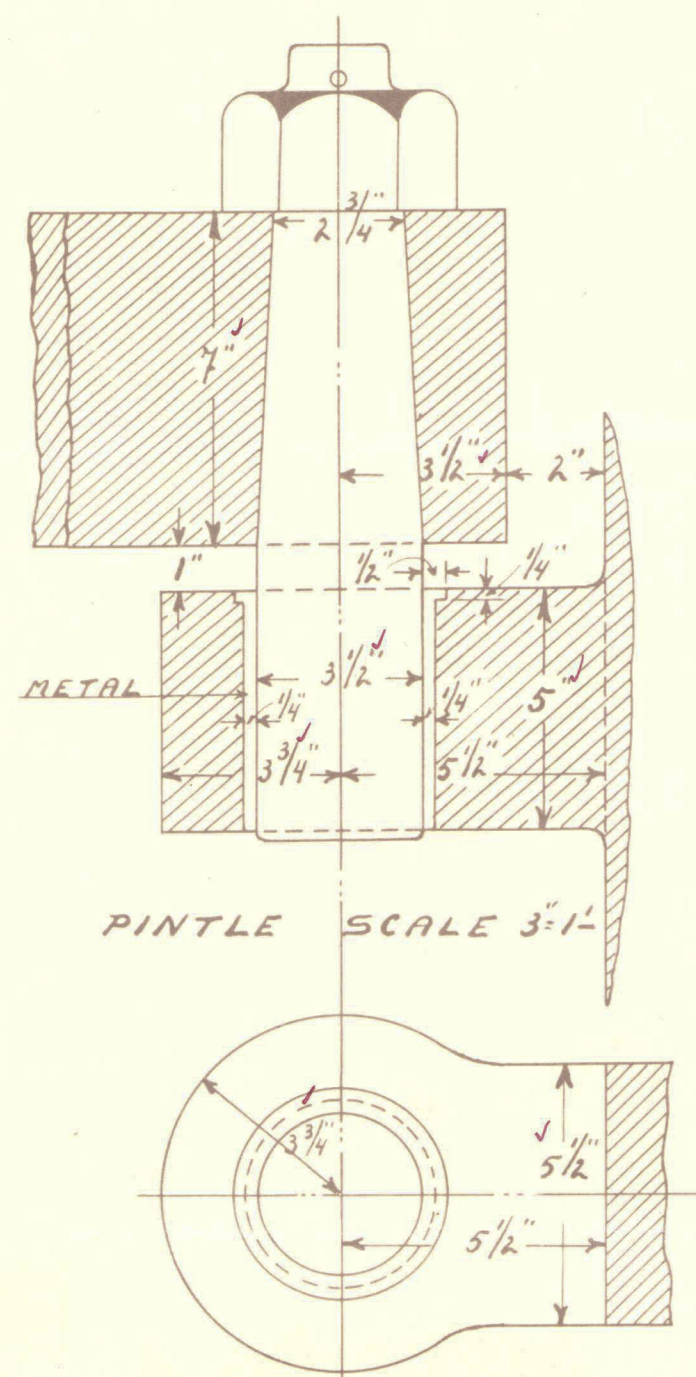 2 3/4"
7"
3 1/2" 2"
1" 1/2" 1/4"
3 1/2"
METAL 1/4" 1/4" 5"
3 3/4" 5 1/2"
PINTLE SCALE 3"=1'-
3 3/4" 5 1/2"
5 1/2"